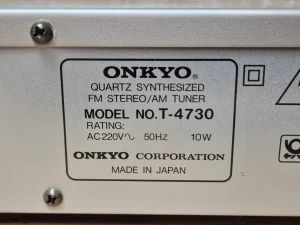 ONKYO®
QUARTZ SYNTHESIZED
FM STEREO/AM TUNER
MODEL NO.T-4730
RATING:
AC220V∿ 50Hz 10W
ONKYO CORPORATION
MADE IN JAPAN